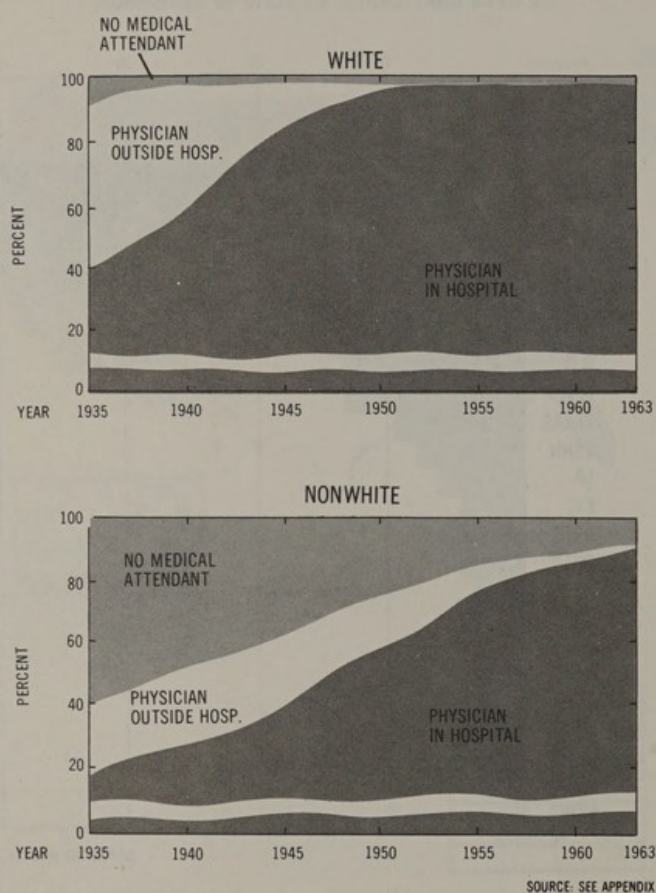 NO MEDICAL
ATTENDANT
WHITE
100
80
60
40
20
0
PERCENT
PHYSICIAN
OUTSIDE HOSP.
PHYSICIAN
IN HOSPITAL
YEAR 1935 1940 1945 1950 1955 1960 1963
NONWHITE
100
80
60
40
20
0
PERCENT
NO MEDICAL
ATTENDANT
PHYSICIAN
OUTSIDE HOSP.
PHYSICIAN
IN HOSPITAL
YEAR 1935 1940 1945 1950 1955 1960 1963
SOURCE: SEE APPENDIX